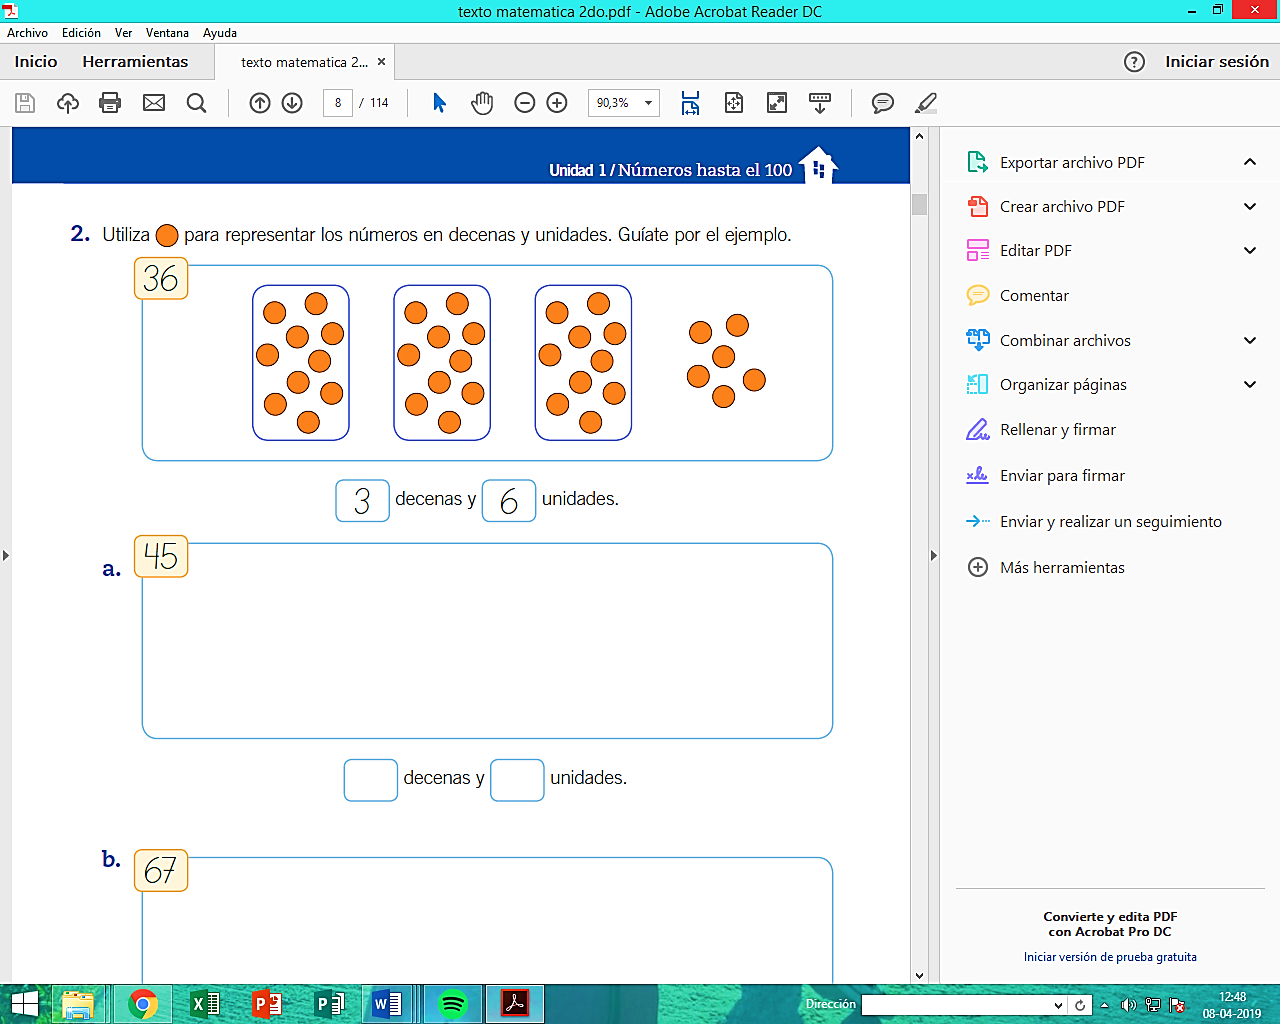 texto matematica 2do.pdf - Adobe Acrobat Reader DC
Archivo Edición Ver Ventana Ayuda
Inicio Herramientas texto matematica 2... × ? Iniciar sesión
8 / 114 90,3%
Unidad 1 / Números hasta el 100
2. Utiliza para representar los números en decenas y unidades. Guíate por el ejemplo.
36
3 decenas y 6 unidades.
a. 45
decenas y unidades.
b. 67
Exportar archivo PDF
Crear archivo PDF
Editar PDF
Comentar
Combinar archivos
Organizar páginas
Rellenar y firmar
Enviar para firmar
Enviar y realizar un seguimiento
Más herramientas
Convierte y edita PDF
con Acrobat Pro DC
Iniciar versión de prueba gratuita
Dirección
12:48
08-04-2019